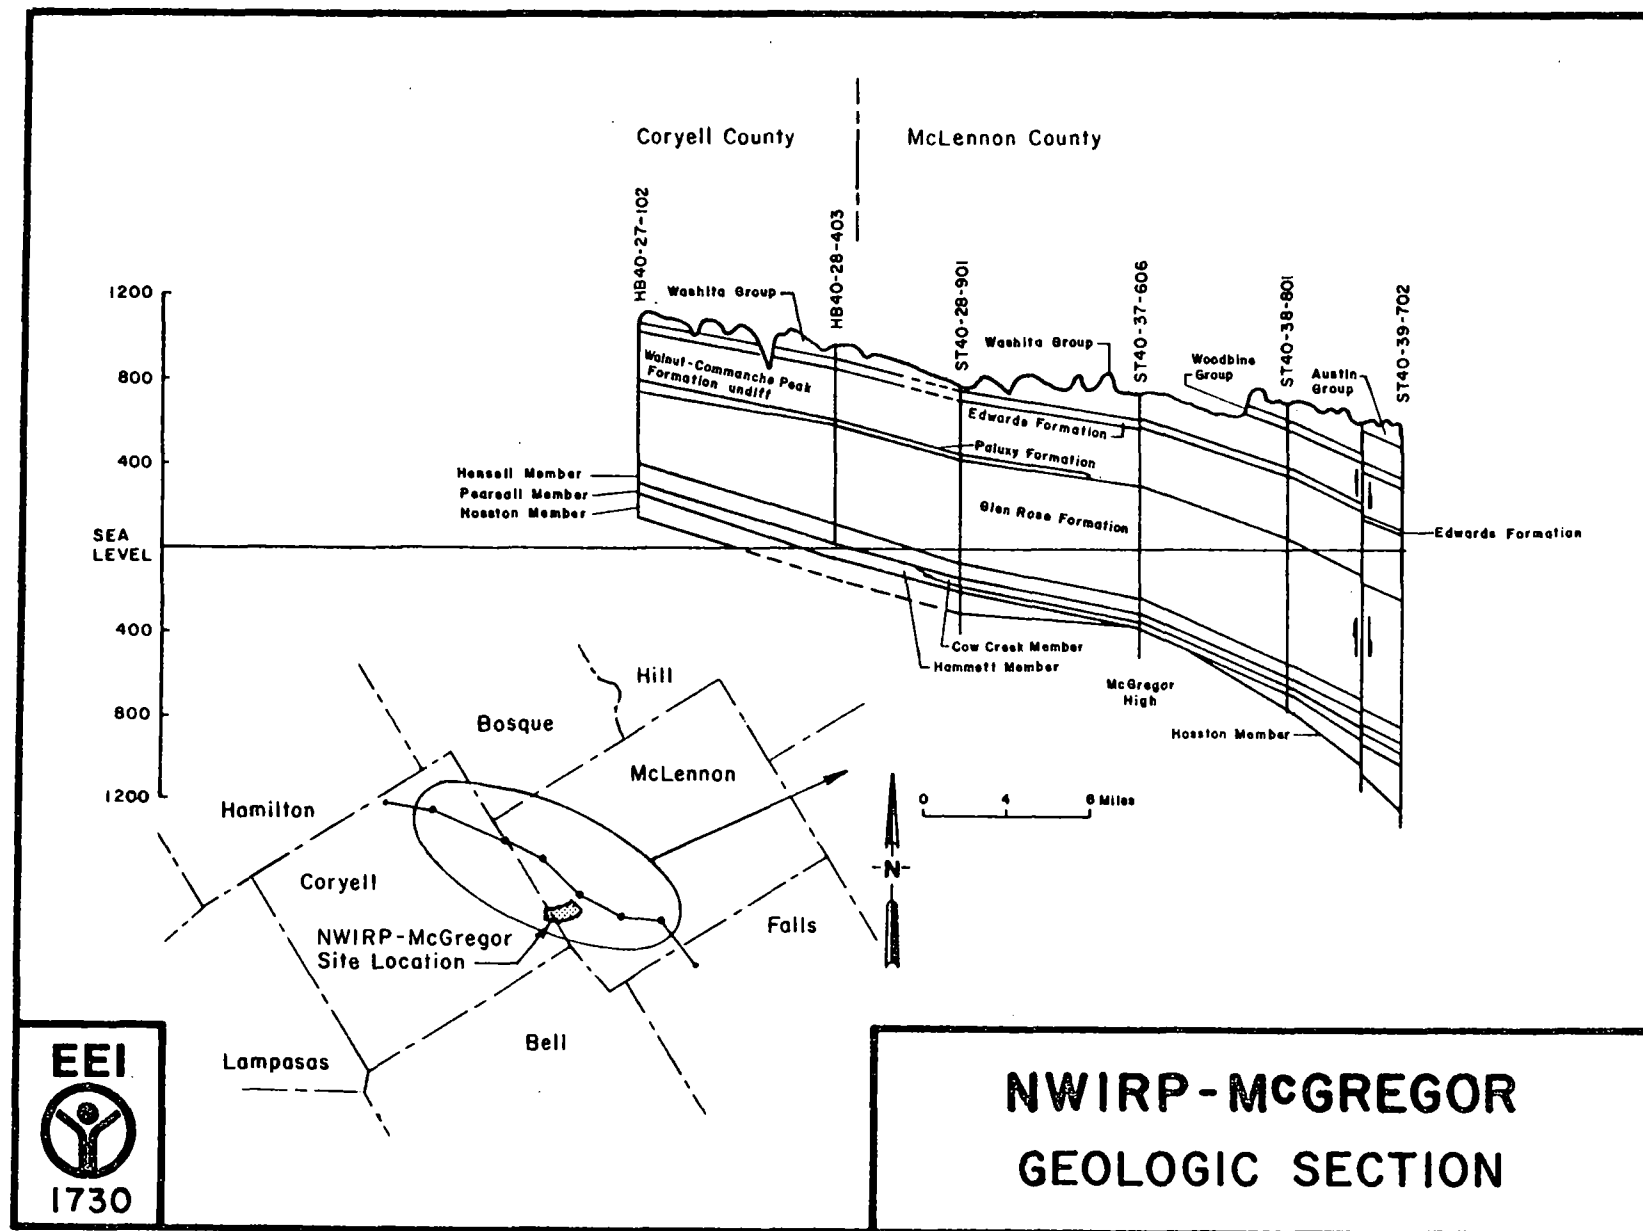 Coryell County
McLennon County
HB40-27-102
HB40-28-403
ST40-28-901
ST40-37-606
ST40-38-801
ST40-39-702
1200
800
400
SEA
LEVEL
400
800
1200
Washita Group
Washita Group
Woodbine
Group
Austin
Group
Walnut-Commanche Peak
Formation undiff
Edwards Formation
Paluxy Formation
Glen Rose Formation
Hensell Member
Pearsall Member
Hosston Member
Edwards Formation
Cow Creek Member
Hammett Member
McGregor
High
Hosston Member
Hill
Bosque
McLennon
Hamilton
Coryell
Falls
NWIRP-McGregor
Site Location
Bell
Lampasas
0 4 8 Miles
N
EEI
1730
NWIRP-McGREGOR
GEOLOGIC SECTION